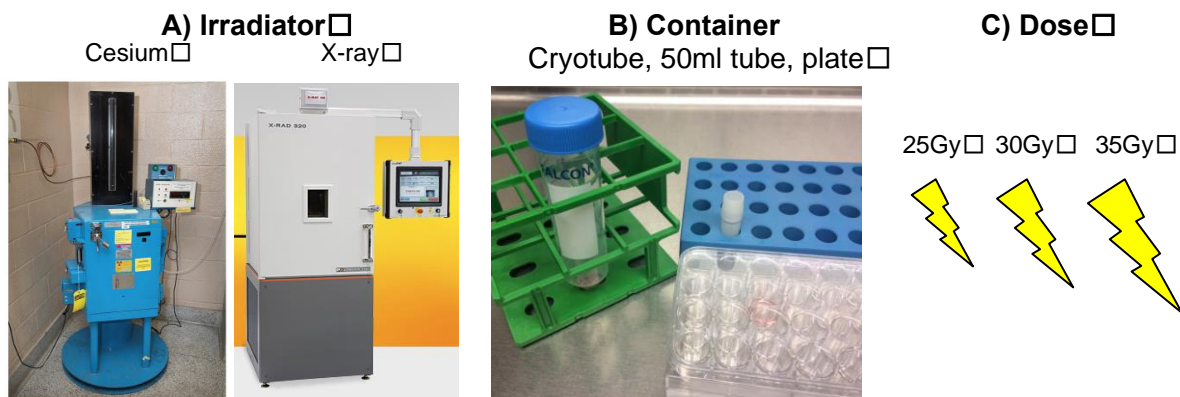 A) Irradiator☐
Cesium☐ X-ray☐
B) Container
Cryotube, 50ml tube, plate☐
C) Dose☐
25Gy☐ 30Gy☐ 35Gy☐
X-RAD 320
FALCON